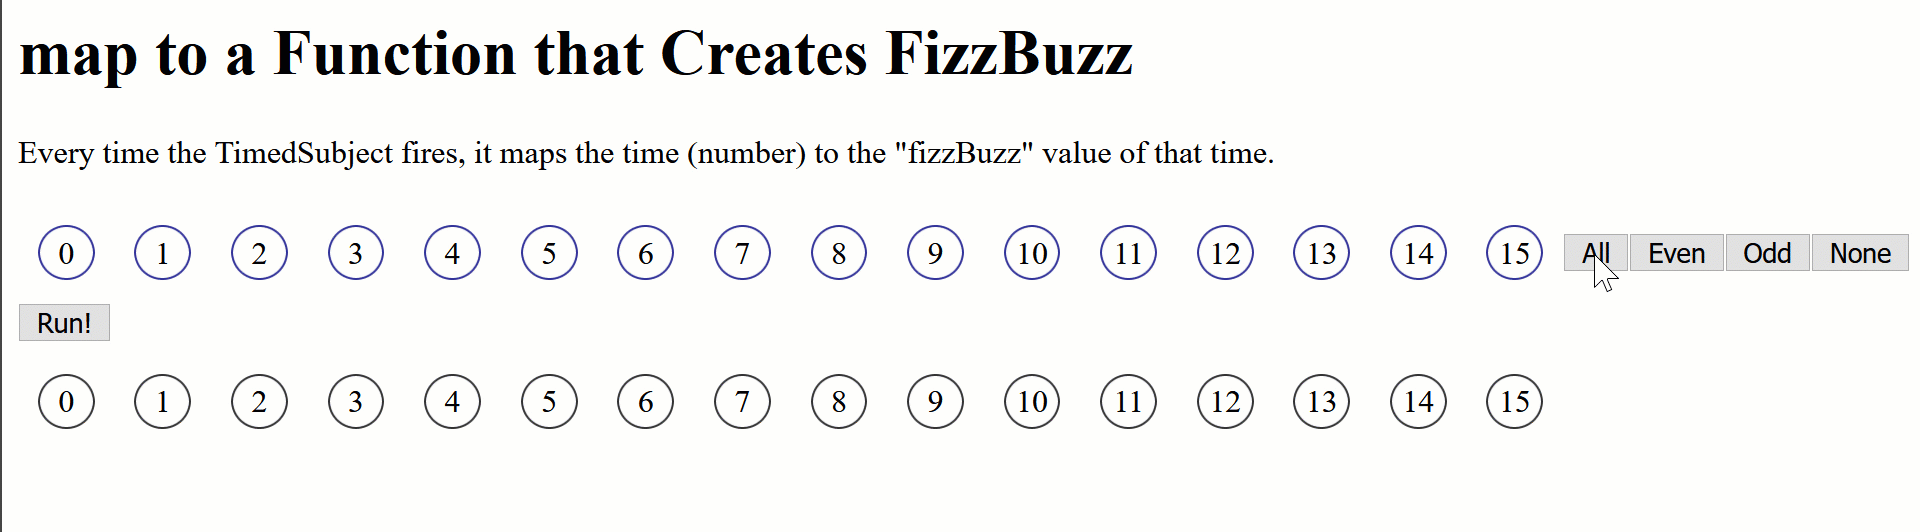 map to a Function that Creates FizzBuzz
Every time the TimedSubject fires, it maps the time (number) to the "fizzBuzz" value of that time.
0 1 2 3 4 5 6 7 8 9 10 11 12 13 14 15 All Even Odd None
Run!
0 1 2 3 4 5 6 7 8 9 10 11 12 13 14 15